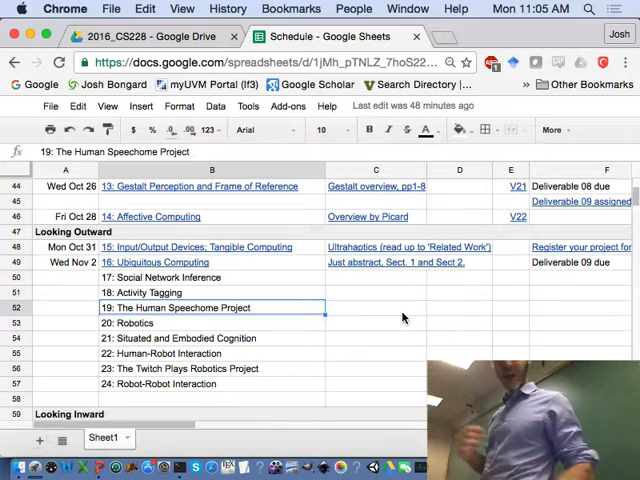 Chrome File Edit View History Bookmarks People Window Help Mon 11:05 AM
2016_CS228 - Google Drive × Schedule - Google Sheets × Josh
https://docs.google.com/spreadsheets/d/1jMh_pTNLZ_7hoS22...
Google Josh Bongard myUVM Portal (lf3) Google Scholar Search Directory... Other Bookmarks
File Edit View Insert Format Data Tools Add-ons Help Last edit was 48 minutes ago
$ % .0 .00 123 Arial 10 B I S A More
fx 19: The Human Speechome Project
A B C D E F
44 Wed Oct 26 13: Gestalt Perception and Frame of Reference Gestalt overview, pp1-8 V21 Deliverable 08 due
45 Deliverable 09 assigned
46 Fri Oct 28 14: Affective Computing Overview by Picard V22
47 Looking Outward
48 Mon Oct 31 15: Input/Output Devices; Tangible Computing Ultrahaptics (read up to 'Related Work') Register your project for
49 Wed Nov 2 16: Ubiquitous Computing Just abstract, Sect. 1 and Sect 2. Deliverable 09 due
50 17: Social Network Inference
51 18: Activity Tagging
52 19: The Human Speechome Project
53 20: Robotics
54 21: Situated and Embodied Cognition
55 22: Human-Robot Interaction
56 23: The Twitch Plays Robotics Project
57 24: Robot-Robot Interaction
58
59 Looking Inward
+ Sheet1